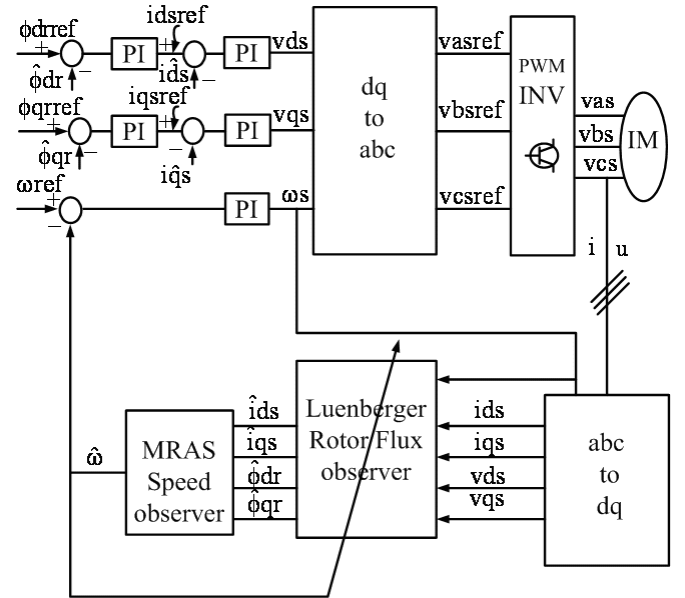 idsref
ϕdrref
+
−
ϕ̂dr
PI
+
−
îds
PI
vds
vasref
iqsref
ϕqrref
+
−
ϕ̂qr
PI
+
−
iq̂s
PI
vqs
vbsref
ωref
+
−
PI
ωs
vcsref
dq
to
abc
PWM
INV
vas
vbs
vcs
IM
i
u
Luenberger
Rotor Flux
observer
îds
îqs
ϕ̂dr
ϕ̂qr
MRAS
Speed
observer
ω̂
ids
iqs
vds
vqs
abc
to
dq